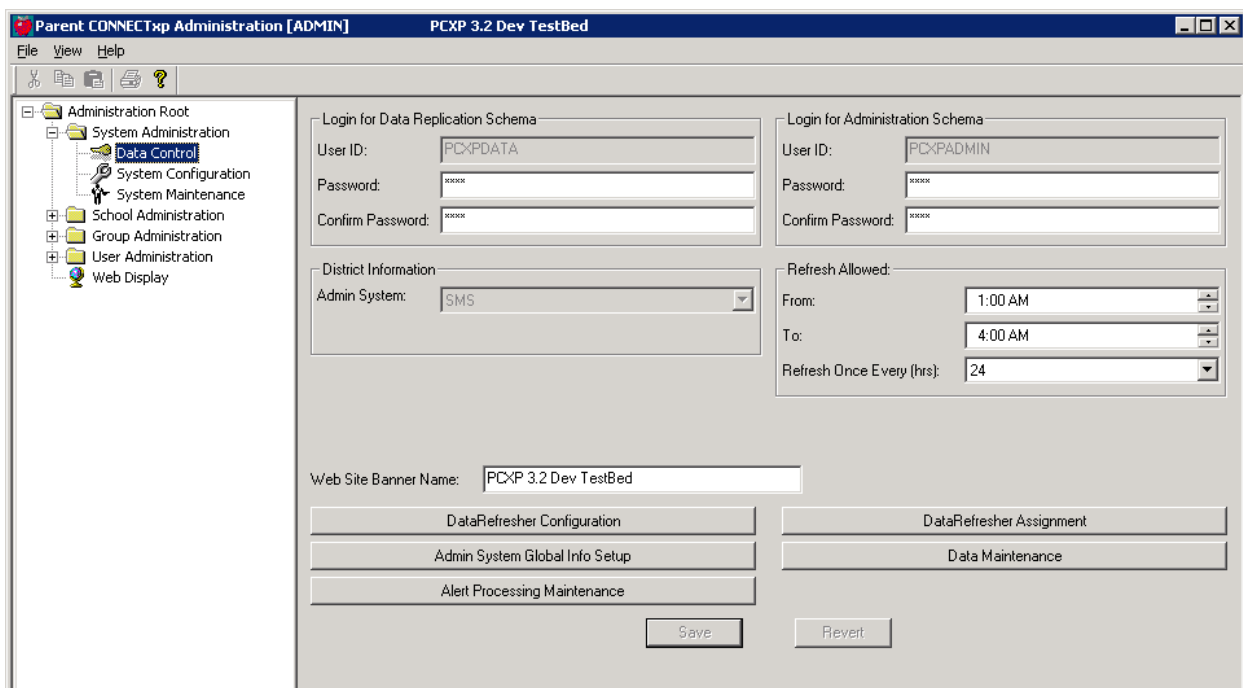 Parent CONNECTxp Administration [ADMIN] PCXP 3.2 Dev TestBed
File View Help
Administration Root
System Administration
Data Control
System Configuration
System Maintenance
School Administration
Group Administration
User Administration
Web Display
Login for Data Replication Schema
User ID: PCXPDATA
Password: ****
Confirm Password: ****
Login for Administration Schema
User ID: PCXPADMIN
Password: ****
Confirm Password: ****
District Information
Admin System: SMS
Refresh Allowed:
From: 1:00 AM
To: 4:00 AM
Refresh Once Every (hrs): 24
Web Site Banner Name: PCXP 3.2 Dev TestBed
DataRefresher Configuration
DataRefresher Assignment
Admin System Global Info Setup
Data Maintenance
Alert Processing Maintenance
Save
Revert